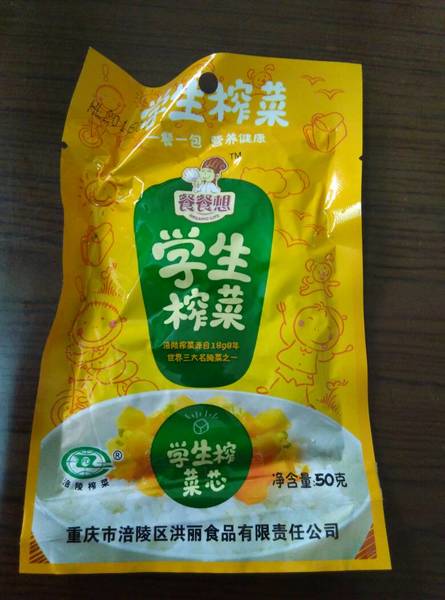 学生榨菜
一餐一包 营养健康
TM
餐餐想
学生
榨菜
涪陵榨菜源自1898年
世界三大名腌菜之一
学生榨
菜芯
®
涪陵榨菜
净含量:50克
重庆市涪陵区洪丽食品有限责任公司